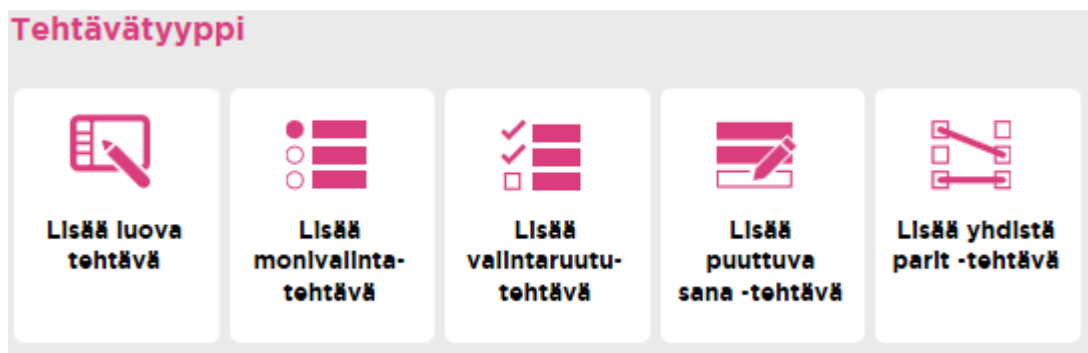 Tehtävätyyppi
Lisää luova
tehtävä
Lisää
monivalinta-
tehtävä
Lisää
valintaruutu-
tehtävä
Lisää
puuttuva
sana -tehtävä
Lisää yhdistä
parit -tehtävä